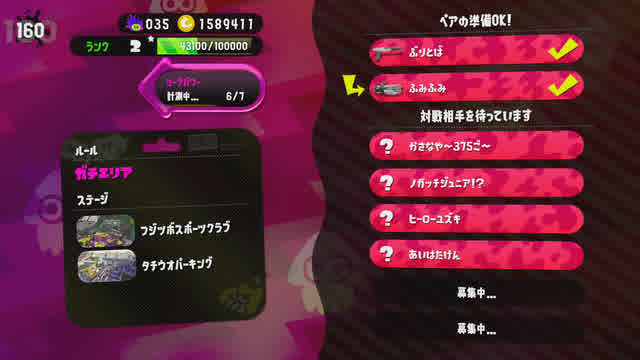 160
035
1589411
ランク
2
43100/100000
リーグパワー
計測中...
6/7
ルール
ガチエリア
ステージ
フジツボスポーツクラブ
タチウオパーキング
ペアの準備OK!
ぷりとぱ
ふみふみ
対戦相手を待っています
? かさなや〜375ご〜
? ノガッチジュニア!?
? ヒーローユズキ
? あいはたけん
募集中...
募集中...